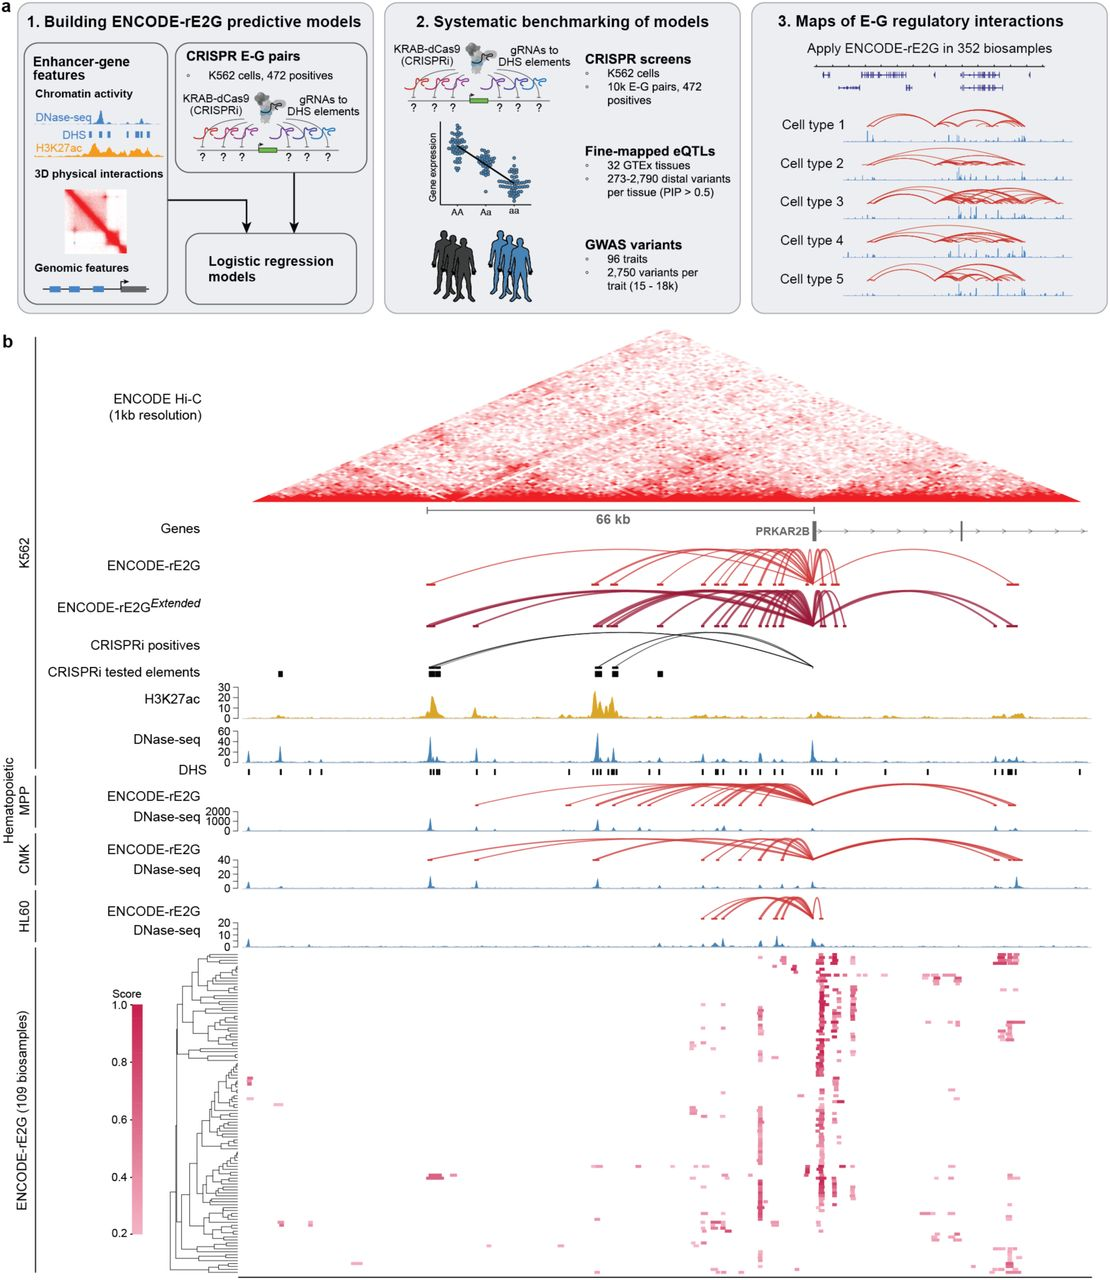 a
1. Building ENCODE-rE2G predictive models
Enhancer-gene
features
Chromatin activity
DNase-seq
DHS
H3K27ac
3D physical interactions
Genomic features
CRISPR E-G pairs
K562 cells, 472 positives
KRAB-dCas9
(CRISPRi)
gRNAs to
DHS elements
? ? ? ? ? ?
Logistic regression
models
2. Systematic benchmarking of models
KRAB-dCas9
(CRISPRi)
gRNAs to
DHS elements
? ? ? ? ? ?
CRISPR screens
K562 cells
10k E-G pairs, 472
positives
Gene expression
AA Aa aa
Fine-mapped eQTLs
32 GTEx tissues
273-2,790 distal variants
per tissue (PIP > 0.5)
GWAS variants
96 traits
2,750 variants per
trait (15 - 18k)
3. Maps of E-G regulatory interactions
Apply ENCODE-rE2G in 352 biosamples
Cell type 1
Cell type 2
Cell type 3
Cell type 4
Cell type 5
b
K562
ENCODE Hi-C
(1kb resolution)
66 kb
Genes
PRKAR2B
ENCODE-rE2G
ENCODE-rE2GExtended
CRISPRi positives
CRISPRi tested elements
H3K27ac
30
20
10
0
DNase-seq
60
40
20
0
DHS
Hematopoietic
MPP
ENCODE-rE2G
DNase-seq
2000
1000
0
CMK
ENCODE-rE2G
DNase-seq
40
20
0
HL60
ENCODE-rE2G
DNase-seq
20
10
0
ENCODE-rE2G (109 biosamples)
Score
1.0
0.8
0.6
0.4
0.2